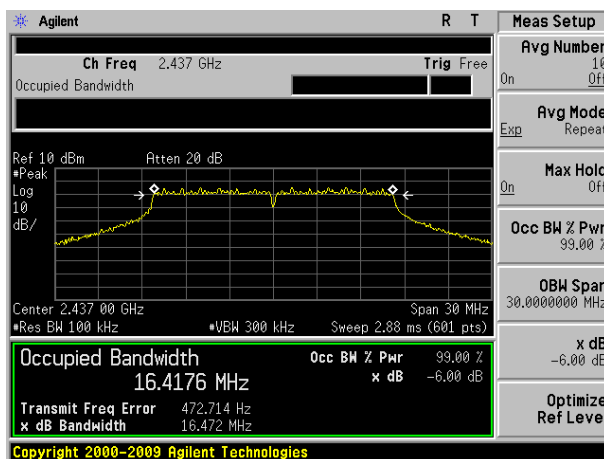 Agilent R T
Ch Freq 2.437 GHz Trig Free
Occupied Bandwidth
Ref 10 dBm Atten 20 dB
#Peak
Log
10
dB/
Center 2.437 00 GHz Span 30 MHz
#Res BW 100 kHz #VBW 300 kHz Sweep 2.88 ms (601 pts)
Occupied Bandwidth Occ BW % Pwr 99.00 %
16.4176 MHz x dB -6.00 dB
Transmit Freq Error 472.714 Hz
x dB Bandwidth 16.472 MHz
Copyright 2000-2009 Agilent Technologies
Meas Setup
Avg Number
10
On Off
Avg Mode
Exp Repeat
Max Hold
On Off
Occ BW % Pwr
99.00 %
OBW Span
30.0000000 MHz
x dB
-6.00 dB
Optimize
Ref Level